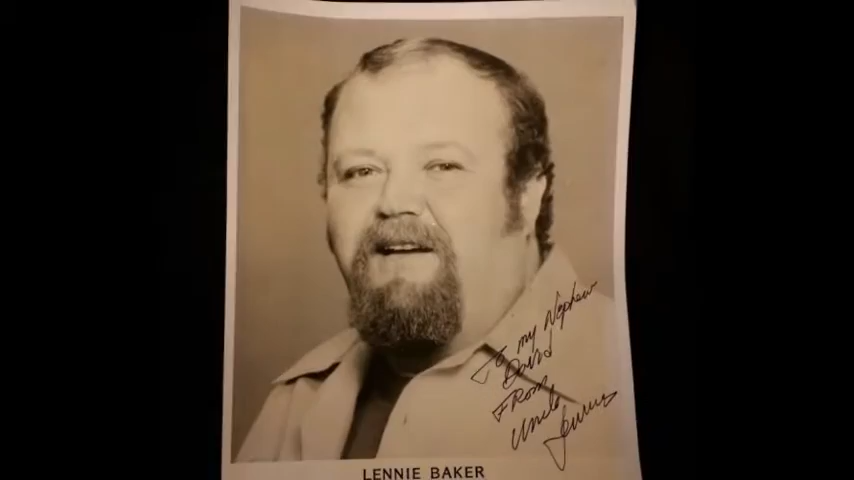 To my Nephew
David
FROM
Uncle
Lennie
LENNIE BAKER